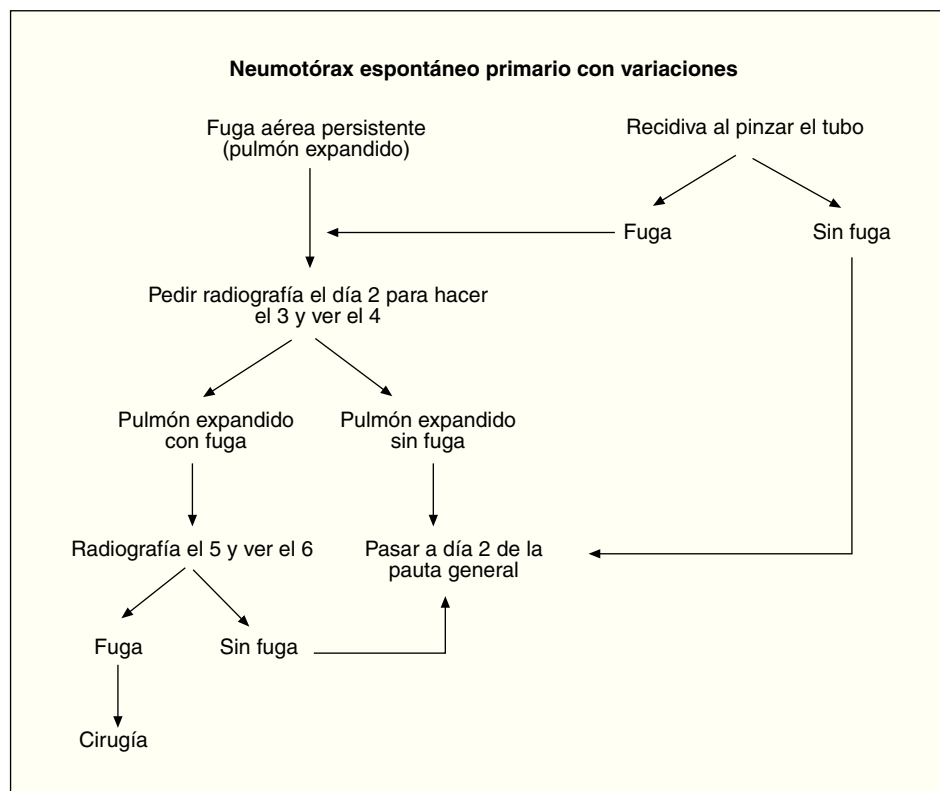 Neumotórax espontáneo primario con variaciones
Fuga aérea persistente
(pulmón expandido)
Recidiva al pinzar el tubo
Fuga
Sin fuga
Pedir radiografía el día 2 para hacer
el 3 y ver el 4
Pulmón expandido
con fuga
Pulmón expandido
sin fuga
Radiografía el 5 y ver el 6
Pasar a día 2 de la
pauta general
Fuga
Sin fuga
Cirugía